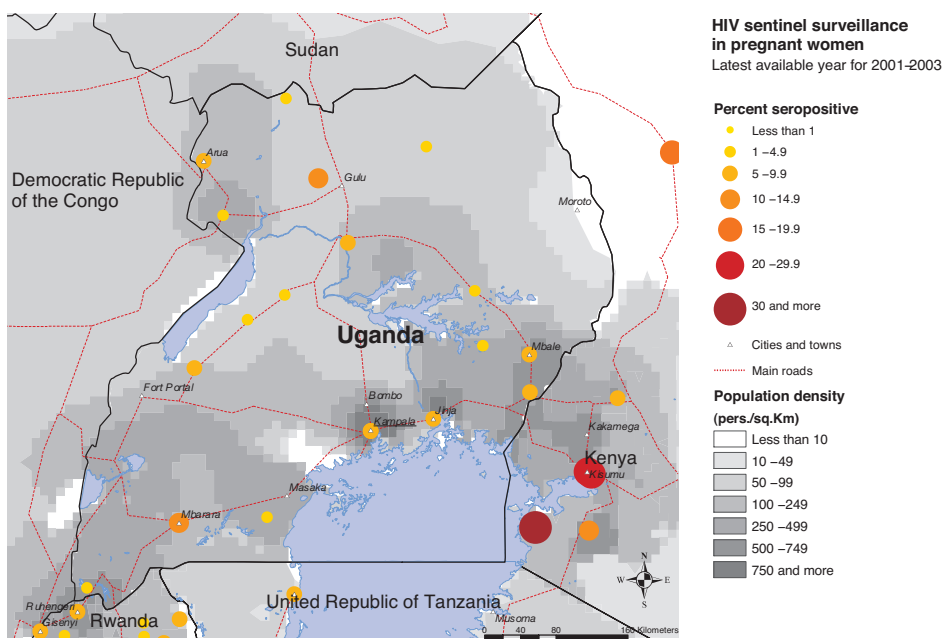 HIV sentinel surveillance
in pregnant women
Latest available year for 2001-2003
Percent seropositive
Less than 1
1 –4.9
5 –9.9
10 –14.9
15 –19.9
20 –29.9
30 and more
Cities and towns
Main roads
Population density
(pers./sq.Km)
Less than 10
10 –49
50 –99
100 –249
250 –499
500 –749
750 and more
Sudan
Arua
Democratic Republic
of the Congo
Gulu
Moroto
Uganda
Mbale
Fort Portal
Bombo
Kampala
Jinja
Kakamega
Kenya
Kisumu
Masaka
Mbarara
N
W
E
S
Ruhengeri
Gisenyi
Rwanda
United Republic of Tanzania
Musoma
0 40 80 160 Kilometers